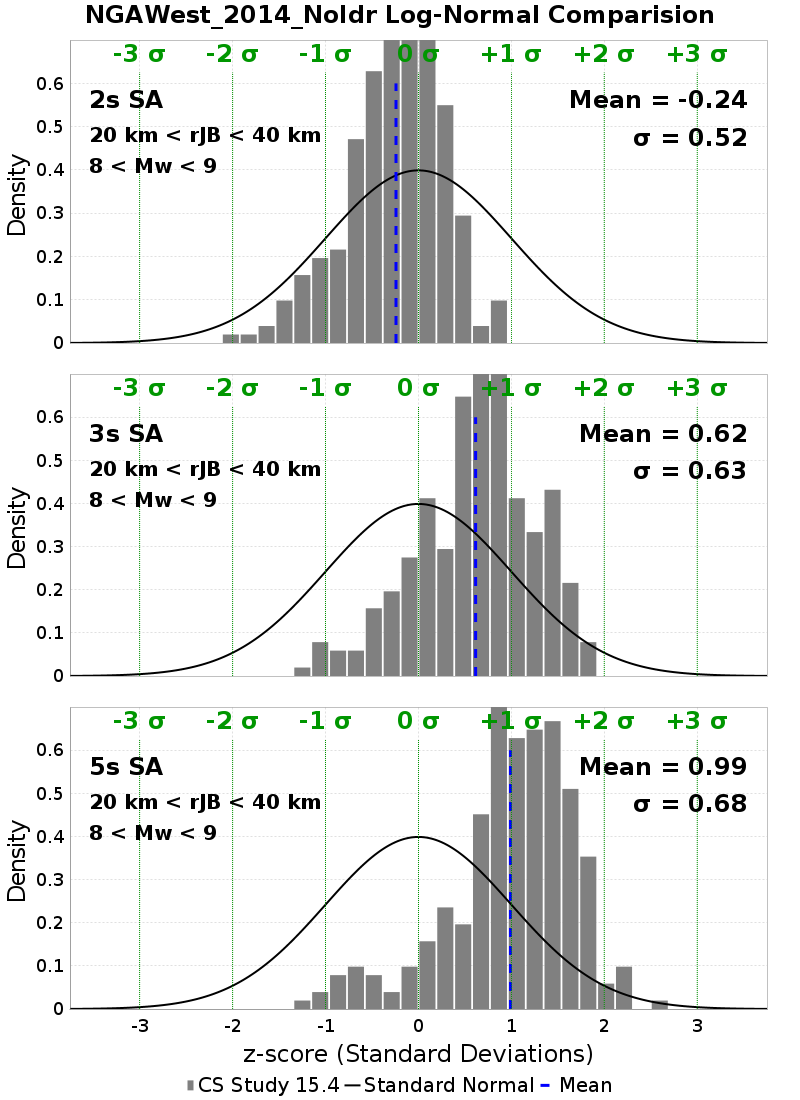 NGAWest_2014_NoIdr Log-Normal Comparision
-3 σ -2 σ -1 σ 0 σ +1 σ +2 σ +3 σ
2s SA
Mean = -0.24
20 km < rJB < 40 km
σ = 0.52
8 < Mw < 9
Density
0.6
0.5
0.4
0.3
0.2
0.1
0
-3 σ -2 σ -1 σ 0 σ +1 σ +2 σ +3 σ
3s SA
Mean = 0.62
20 km < rJB < 40 km
σ = 0.63
8 < Mw < 9
Density
0.6
0.5
0.4
0.3
0.2
0.1
0
-3 σ -2 σ -1 σ 0 σ +1 σ +2 σ +3 σ
5s SA
Mean = 0.99
20 km < rJB < 40 km
σ = 0.68
8 < Mw < 9
Density
0.6
0.5
0.4
0.3
0.2
0.1
0
-3 -2 -1 0 1 2 3
z-score (Standard Deviations)
CS Study 15.4 Standard Normal Mean